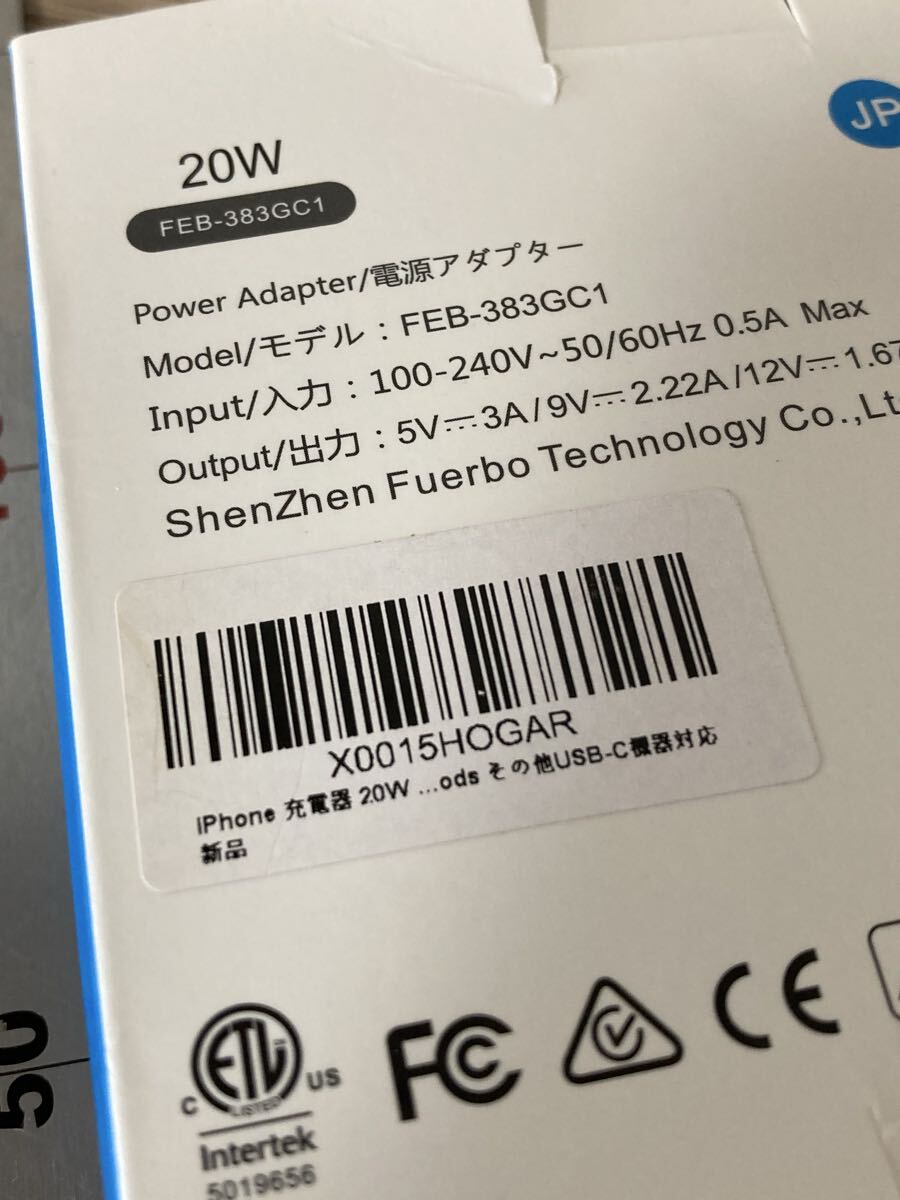 JP
20W
FEB-383GC1
Power Adapter/電源アダプター
Model/モデル：FEB-383GC1
Input/入力：100-240V~50/60Hz 0.5A Max
Output/出力：5V⎓3A/9V⎓2.22A/12V⎓1.67
ShenZhen Fuerbo Technology Co.,Lt
X0015HOGAR
iPhone 充電器 20W ...ods その他USB-C機器対応
新品
ETL
C US
LISTED
Intertek
5019656
FC
CE
50